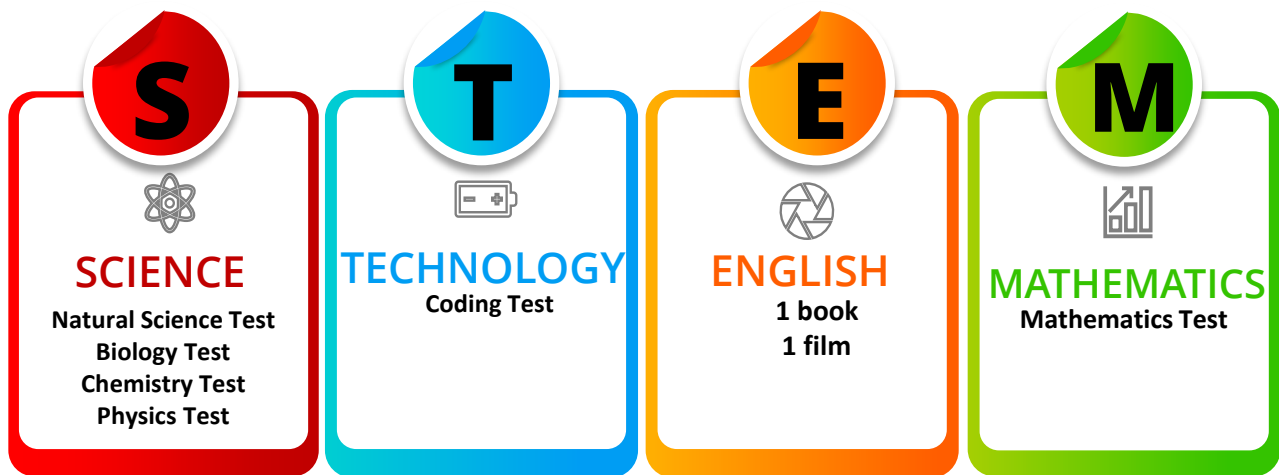 S
SCIENCE
Natural Science Test
Biology Test
Chemistry Test
Physics Test
T
TECHNOLOGY
Coding Test
E
ENGLISH
1 book
1 film
M
MATHEMATICS
Mathematics Test